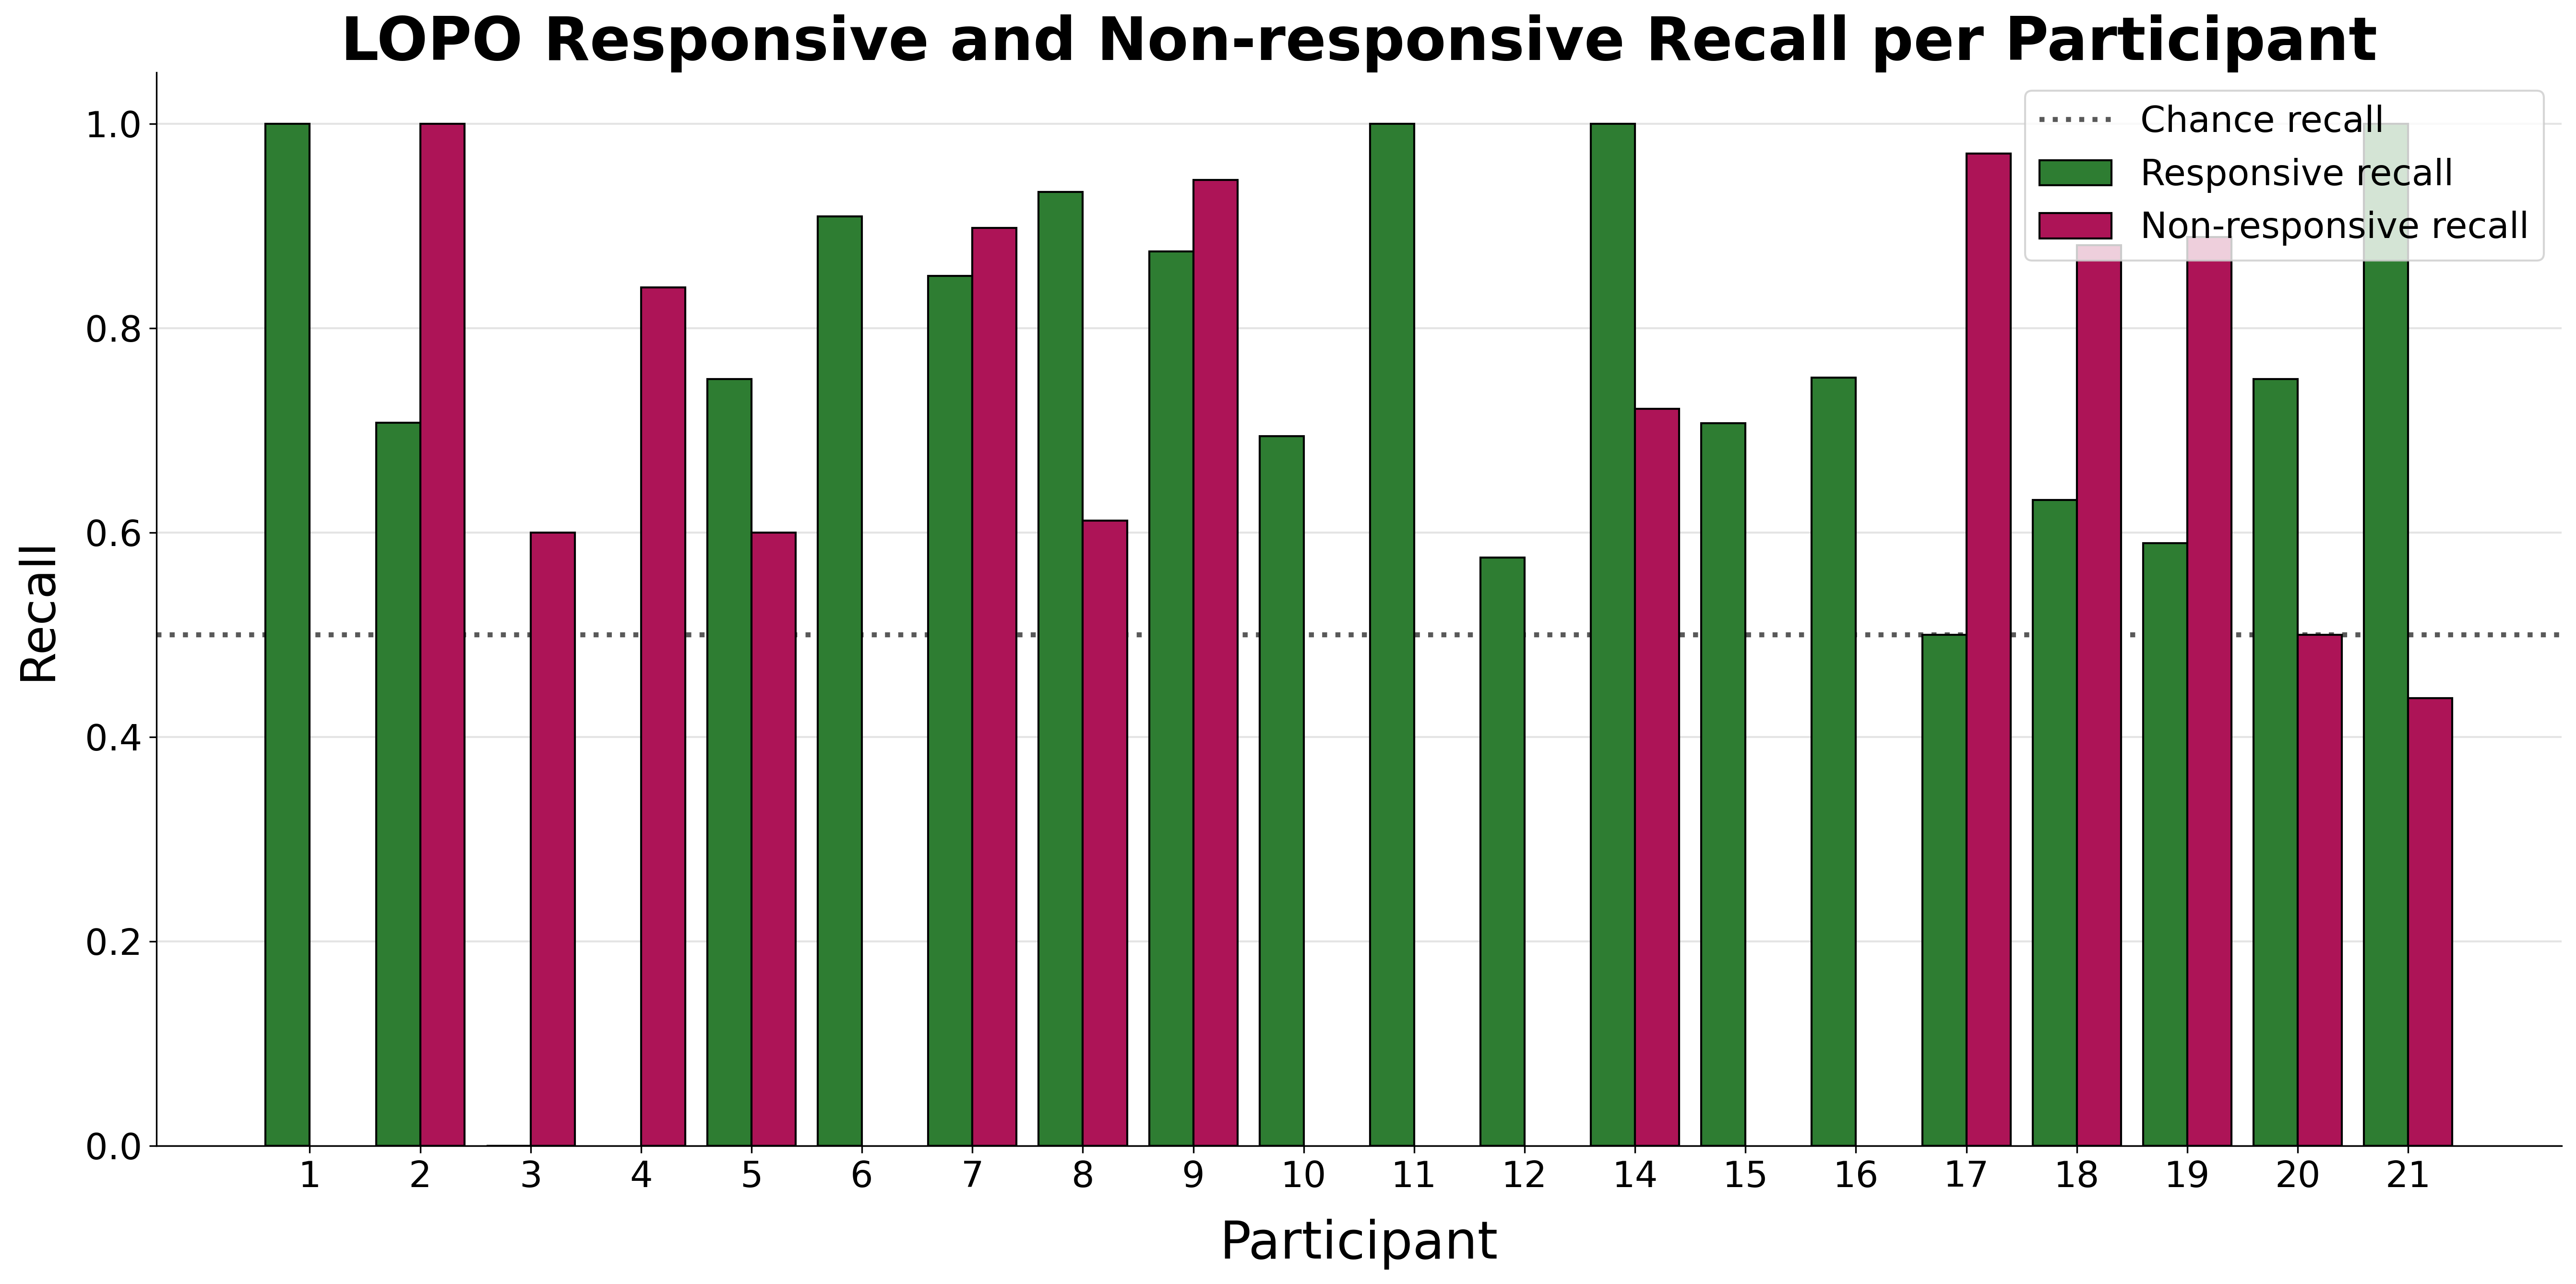 LOPO Responsive and Non-responsive Recall per Participant
Chance recall
Responsive recall
Non-responsive recall
1.0
0.8
0.6
0.4
0.2
0.0
Recall
1 2 3 4 5 6 7 8 9 10 11 12 14 15 16 17 18 19 20 21
Participant